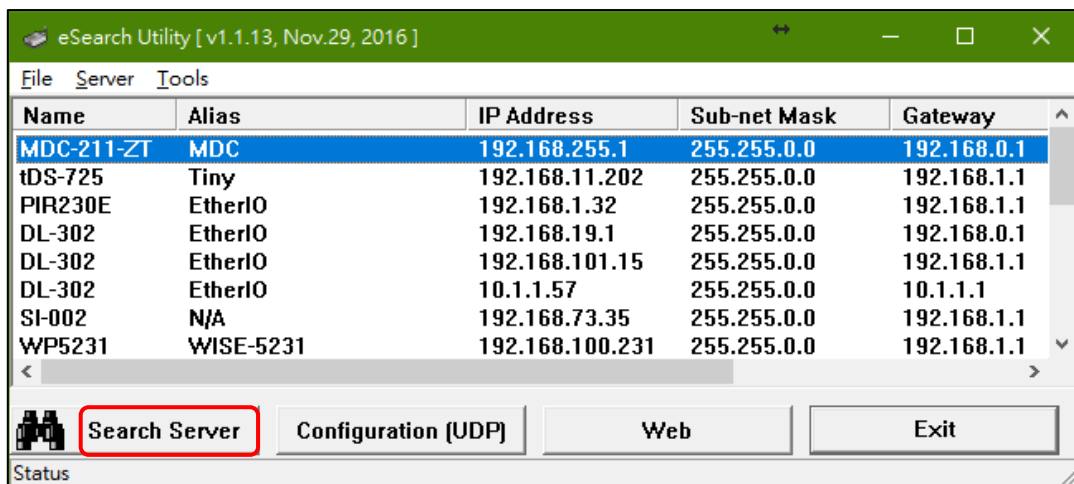 eSearch Utility [ v1.1.13, Nov.29, 2016 ]
File Server Tools
Name Alias IP Address Sub-net Mask Gateway
MDC-211-ZT MDC 192.168.255.1 255.255.0.0 192.168.0.1
tDS-725 Tiny 192.168.11.202 255.255.0.0 192.168.1.1
PIR230E EtherIO 192.168.1.32 255.255.0.0 192.168.1.1
DL-302 EtherIO 192.168.19.1 255.255.0.0 192.168.0.1
DL-302 EtherIO 192.168.101.15 255.255.0.0 192.168.1.1
DL-302 EtherIO 10.1.1.57 255.255.0.0 10.1.1.1
SI-002 N/A 192.168.73.35 255.255.0.0 192.168.1.1
WP5231 WISE-5231 192.168.100.231 255.255.0.0 192.168.1.1
Search Server Configuration (UDP) Web Exit
Status